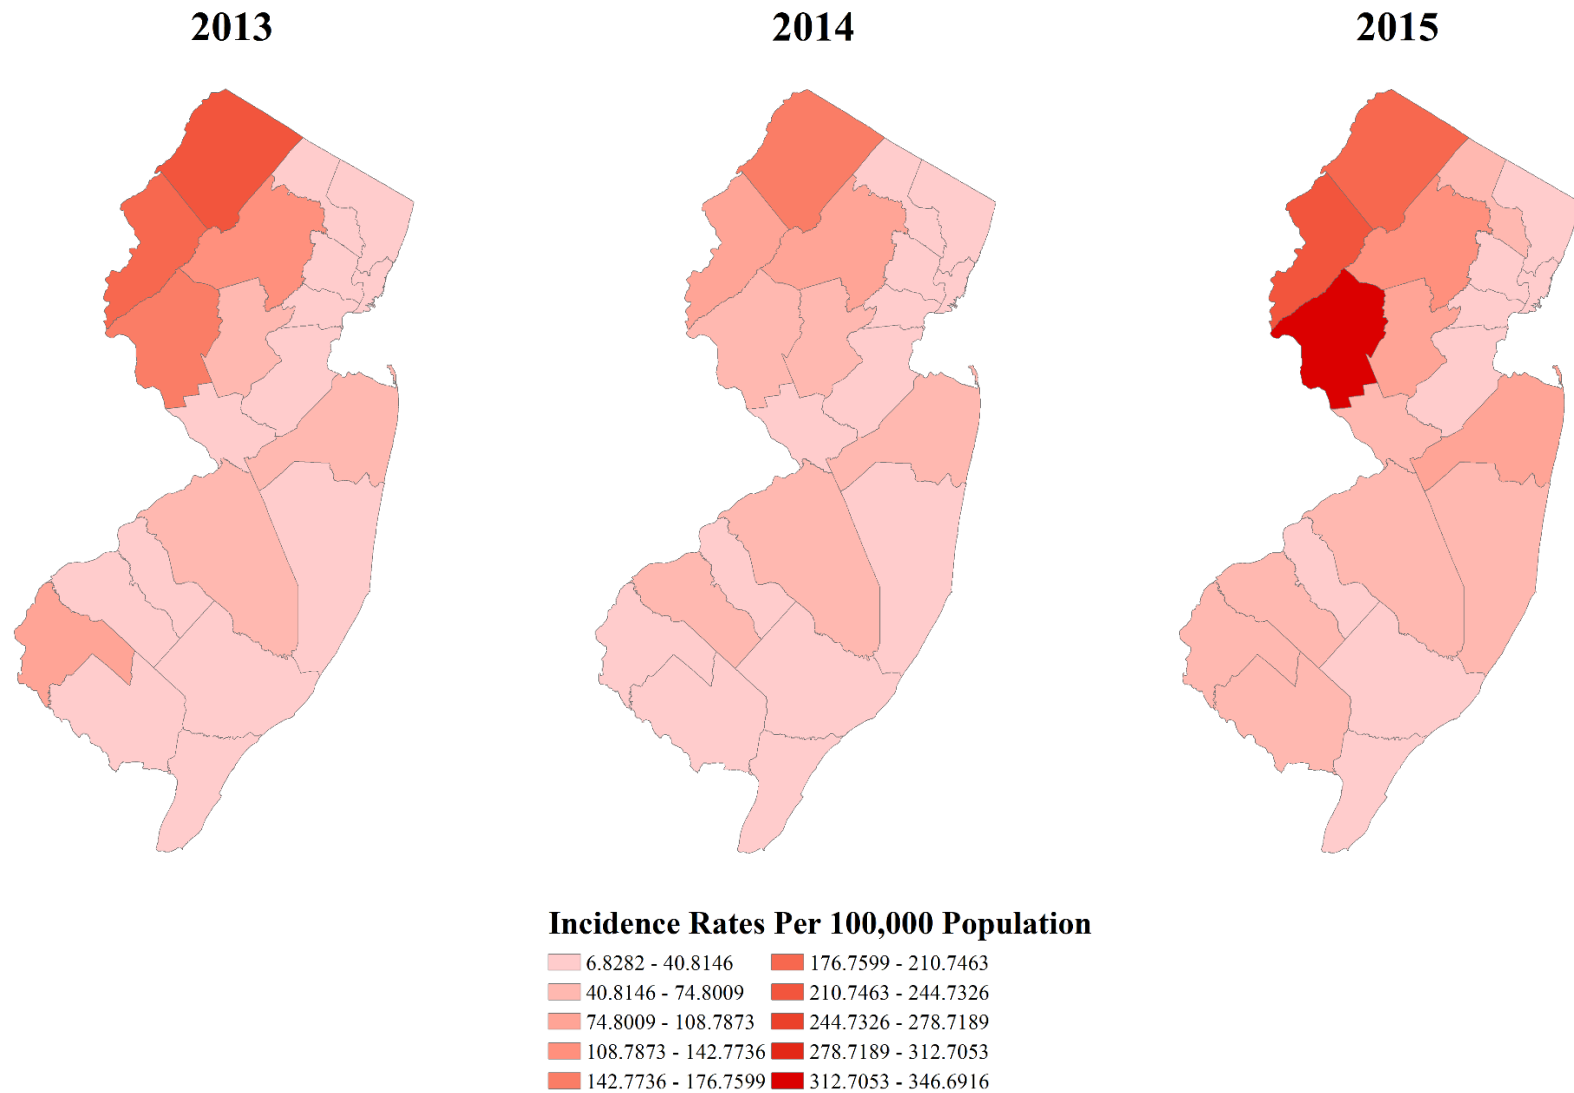 2013
2014
2015
Incidence Rates Per 100,000 Population
6.8282 - 40.8146
40.8146 - 74.8009
74.8009 - 108.7873
108.7873 - 142.7736
142.7736 - 176.7599
176.7599 - 210.7463
210.7463 - 244.7326
244.7326 - 278.7189
278.7189 - 312.7053
312.7053 - 346.6916